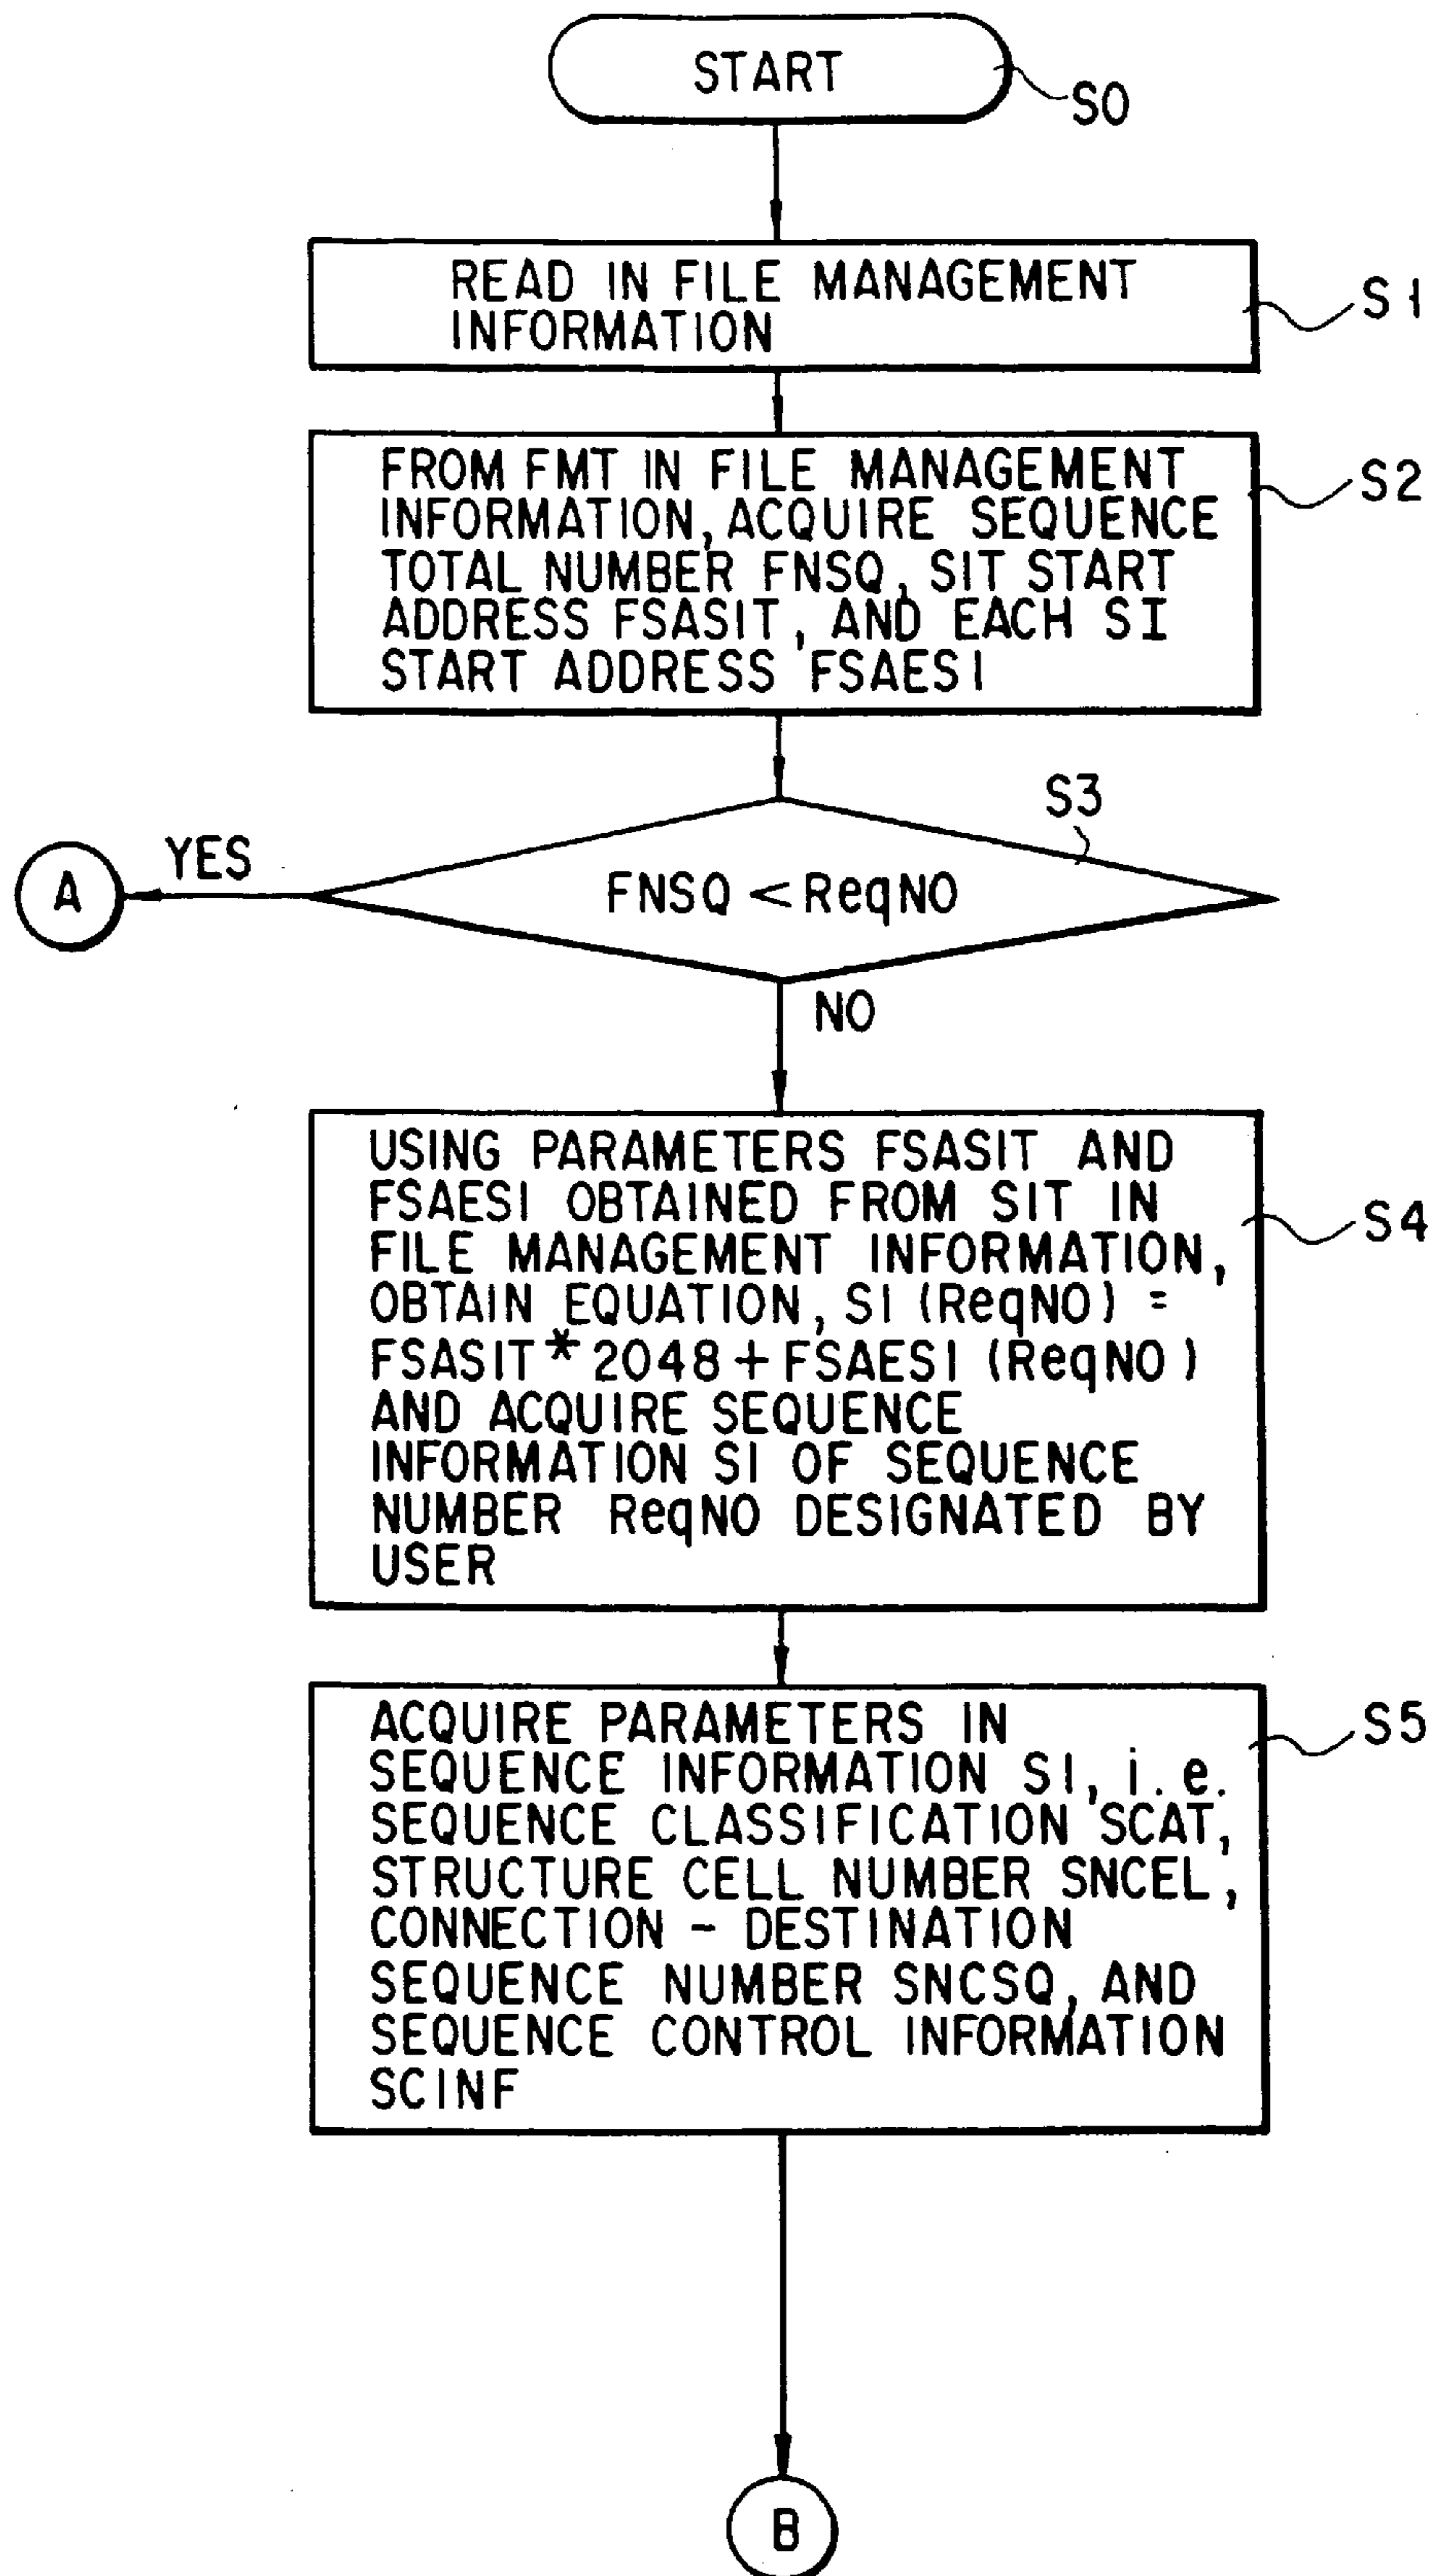 START
S0
READ IN FILE MANAGEMENT
INFORMATION
S1
FROM FMT IN FILE MANAGEMENT
INFORMATION, ACQUIRE SEQUENCE
TOTAL NUMBER FNSQ, SIT START
ADDRESS FSASIT, AND EACH SI
START ADDRESS FSAESI
S2
S3
A
YES
FNSQ < ReqNO
NO
USING PARAMETERS FSASIT AND
FSAESI OBTAINED FROM SIT IN
FILE MANAGEMENT INFORMATION,
OBTAIN EQUATION, SI (ReqNO) =
FSASIT * 2048 + FSAESI (ReqNO)
AND ACQUIRE SEQUENCE
INFORMATION SI OF SEQUENCE
NUMBER ReqNO DESIGNATED BY
USER
S4
ACQUIRE PARAMETERS IN
SEQUENCE INFORMATION SI, i.e.
SEQUENCE CLASSIFICATION SCAT,
STRUCTURE CELL NUMBER SNCEL,
CONNECTION - DESTINATION
SEQUENCE NUMBER SNCSQ, AND
SEQUENCE CONTROL INFORMATION
SCINF
S5
B